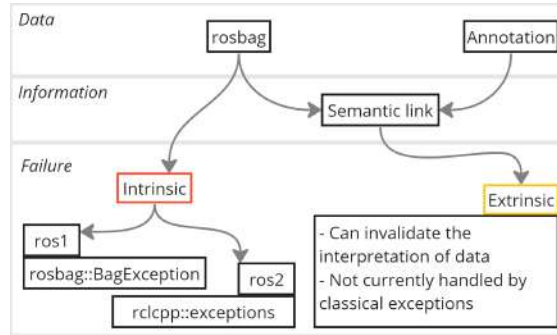 Data
rosbag
Annotation
Information
Semantic link
Failure
Intrinsic
Extrinsic
ros1
rosbag::BagException
ros2
rclcpp::exceptions
- Can invalidate the
interpretation of data
- Not currently handled by
classical exceptions